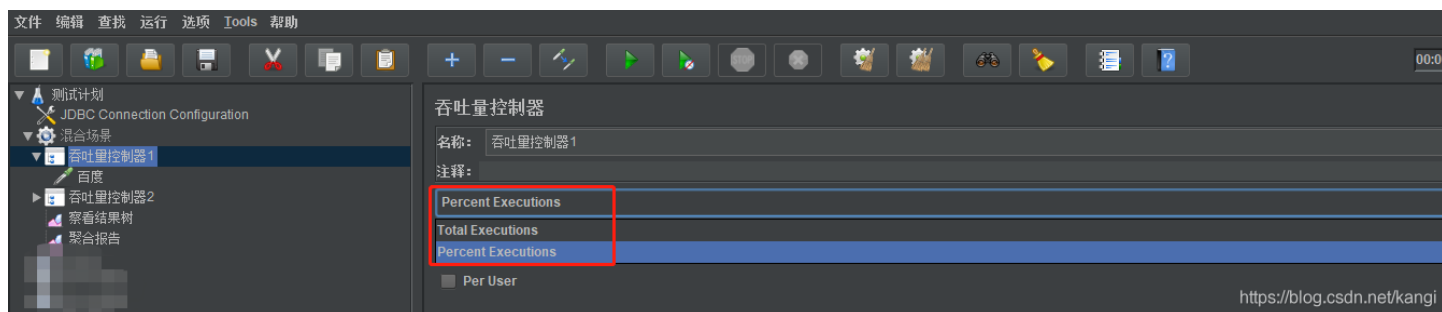 文件 编辑 查找 运行 选项 Tools 帮助
STOP
00:0
测试计划
JDBC Connection Configuration
混合场景
吞吐量控制器1
百度
吞吐量控制器2
察看结果树
聚合报告
吞吐量控制器
名称： 吞吐量控制器1
注释：
Percent Executions
Total Executions
Percent Executions
Per User
https://blog.csdn.net/kangi